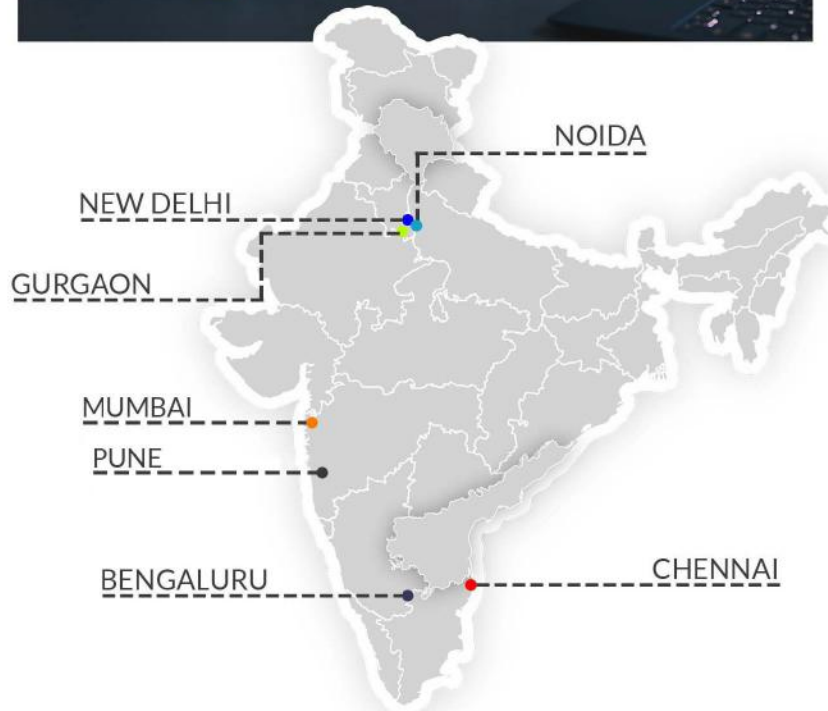 NOIDA
NEW DELHI
GURGAON
MUMBAI
PUNE
BENGALURU
CHENNAI